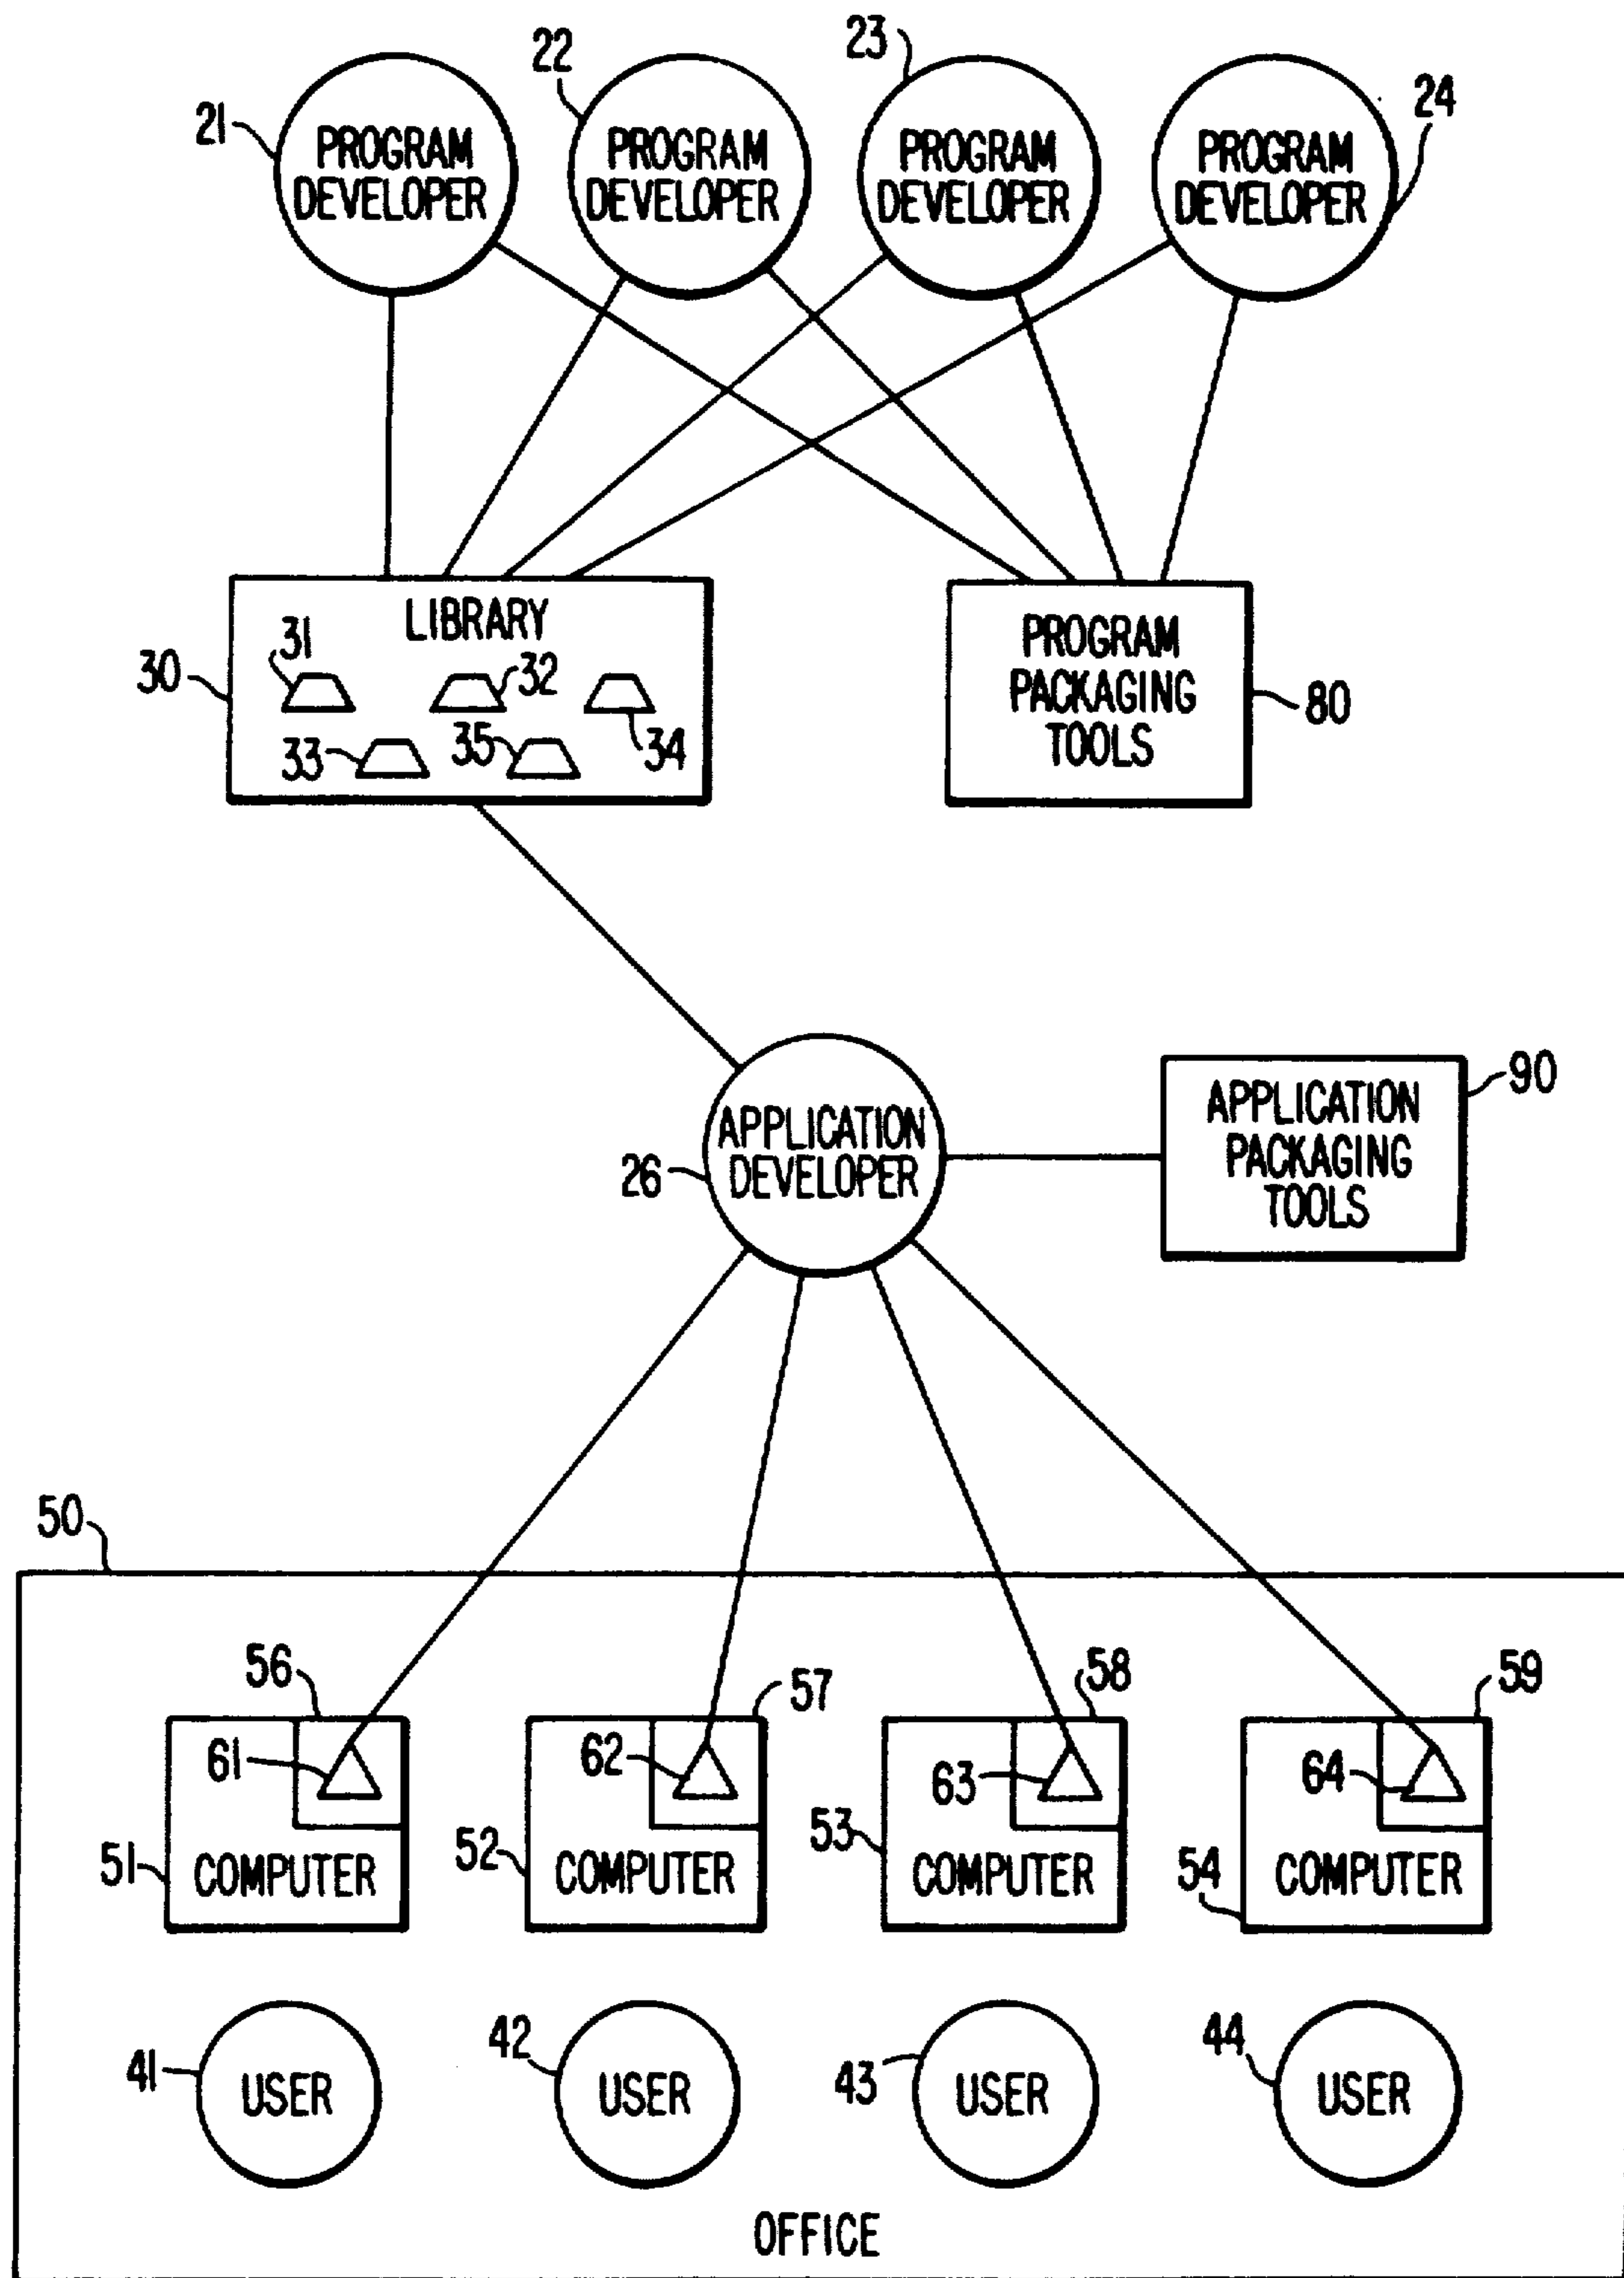 21
22
23
24
PROGRAM
DEVELOPER
PROGRAM
DEVELOPER
PROGRAM
DEVELOPER
PROGRAM
DEVELOPER
LIBRARY
30
31
32
34
33
35
PROGRAM
PACKAGING
TOOLS
80
APPLICATION
DEVELOPER
26
APPLICATION
PACKAGING
TOOLS
90
50
56
57
58
59
61
62
63
64
51
COMPUTER
52
COMPUTER
53
COMPUTER
54
COMPUTER
41
USER
42
USER
43
USER
44
USER
OFFICE